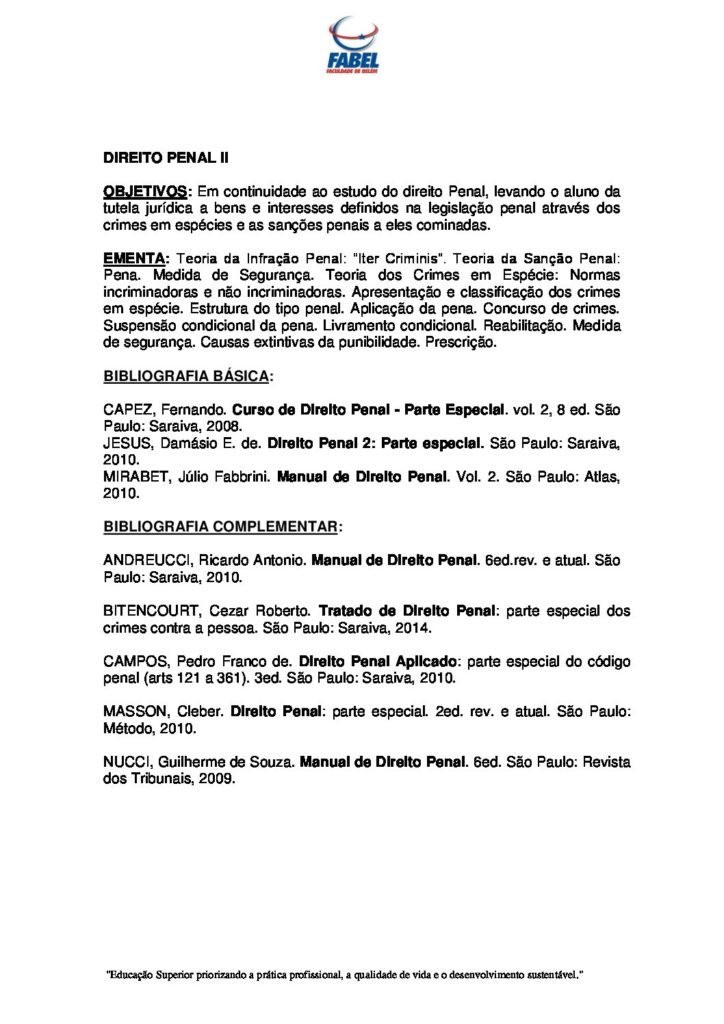 FABEL
FACULDADE DE BELÉM
DIREITO PENAL II
OBJETIVOS: Em continuidade ao estudo do direito Penal, levando o aluno da
tutela jurídica a bens e interesses definidos na legislação penal através dos
crimes em espécies e as sanções penais a eles cominadas.
EMENTA: Teoria da Infração Penal: "Iter Criminis". Teoria da Sanção Penal:
Pena. Medida de Segurança. Teoria dos Crimes em Espécie: Normas
incriminadoras e não incriminadoras. Apresentação e classificação dos crimes
em espécie. Estrutura do tipo penal. Aplicação da pena. Concurso de crimes.
Suspensão condicional da pena. Livramento condicional. Reabilitação. Medida
de segurança. Causas extintivas da punibilidade. Prescrição.
BIBLIOGRAFIA BÁSICA:
CAPEZ, Fernando. Curso de Direito Penal - Parte Especial. vol. 2, 8 ed. São
Paulo: Saraiva, 2008.
JESUS, Damásio E. de. Direito Penal 2: Parte especial. São Paulo: Saraiva,
2010.
MIRABET, Júlio Fabbrini. Manual de Direito Penal. Vol. 2. São Paulo: Atlas,
2010.
BIBLIOGRAFIA COMPLEMENTAR:
ANDREUCCI, Ricardo Antonio. Manual de Direito Penal. 6ed.rev. e atual. São
Paulo: Saraiva, 2010.
BITENCOURT, Cezar Roberto. Tratado de Direito Penal: parte especial dos
crimes contra a pessoa. São Paulo: Saraiva, 2014.
CAMPOS, Pedro Franco de. Direito Penal Aplicado: parte especial do código
penal (arts 121 a 361). 3ed. São Paulo: Saraiva, 2010.
MASSON, Cleber. Direito Penal: parte especial. 2ed. rev. e atual. São Paulo:
Método, 2010.
NUCCI, Guilherme de Souza. Manual de Direito Penal. 6ed. São Paulo: Revista
dos Tribunais, 2009.
"Educação Superior priorizando a prática profissional, a qualidade de vida e o desenvolvimento sustentável."